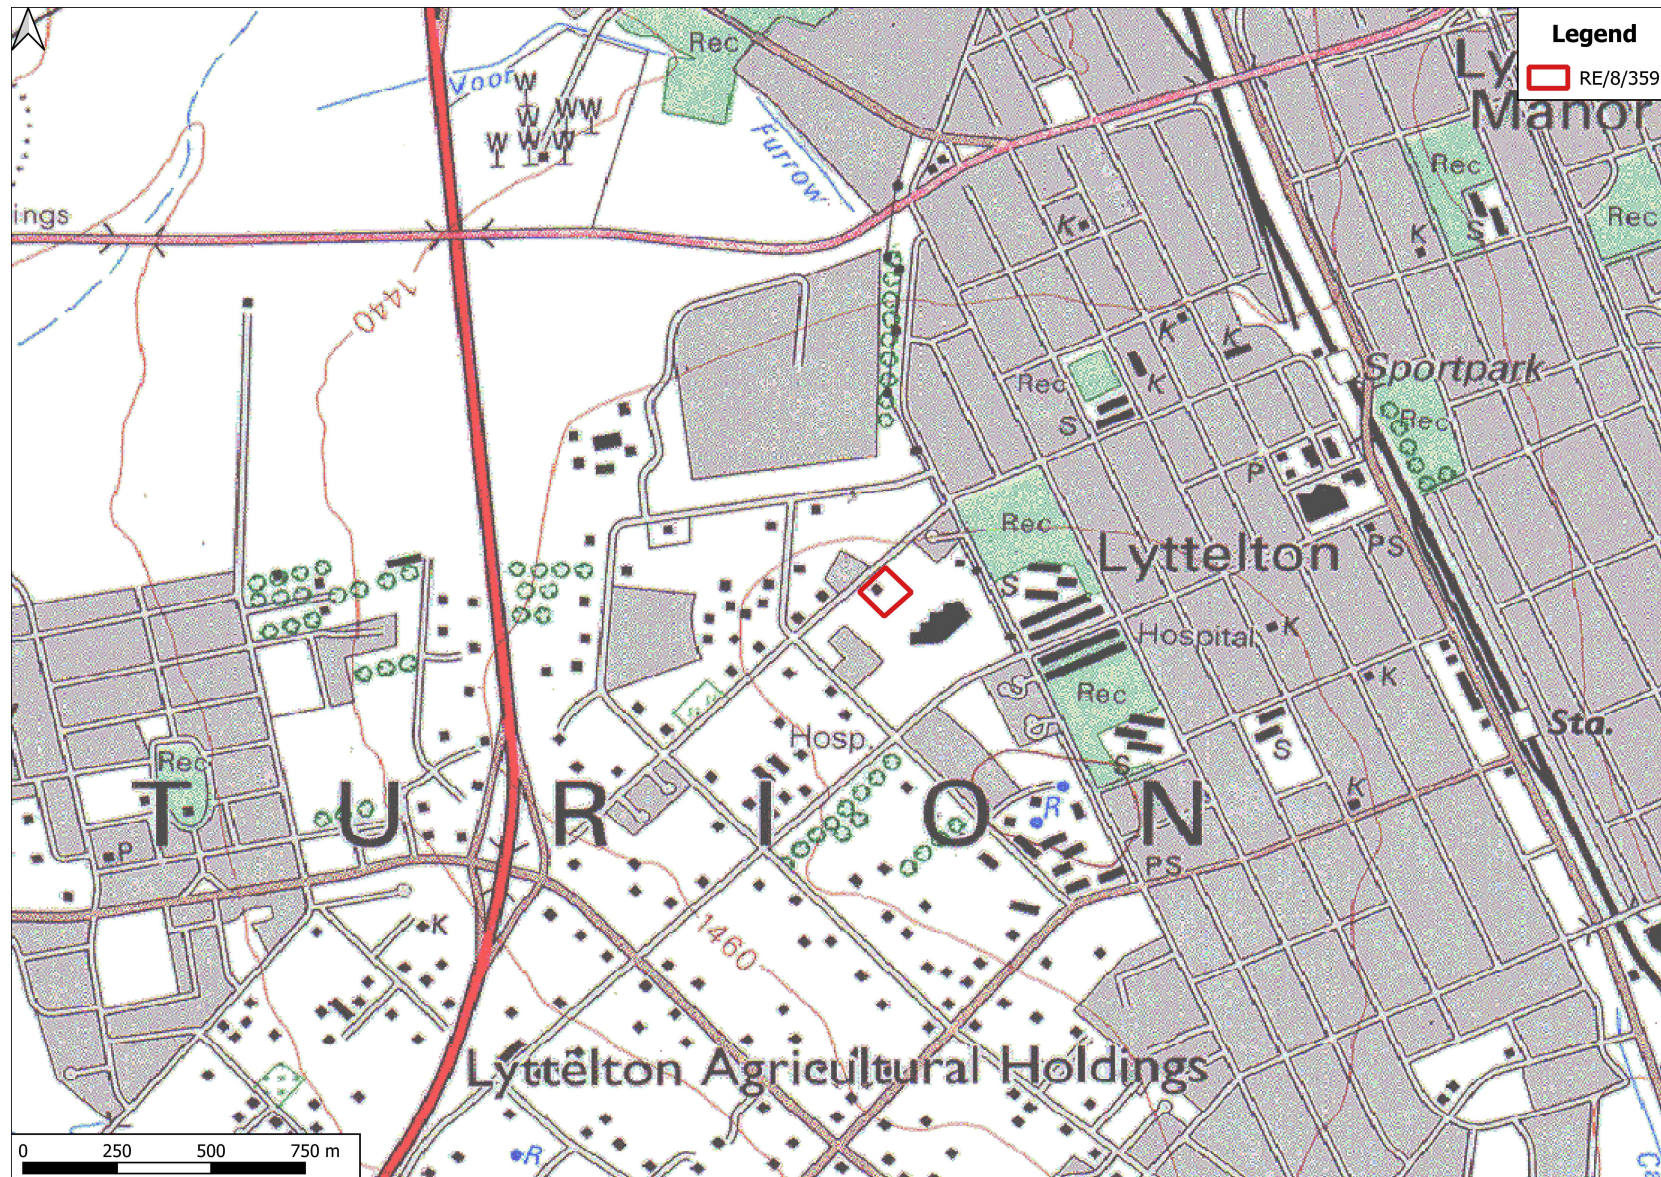 Legend
RE/8/359
Rec
Ly
Manor
Voor
W
W
W W
W W W
Furrow
Rec
Rec
ings
K
S
K
1440
K
K
Sportpark
Rec
K
Rec
S
P
Rec
PS
Lyttelton
S
Hospital
K
Rec
K
Hosp.
Sta.
S
Rec
S
K
T U R I O N
R
P
PS
K
1460
Lyttelton Agricultural Holdings
R
0 250 500 750 m